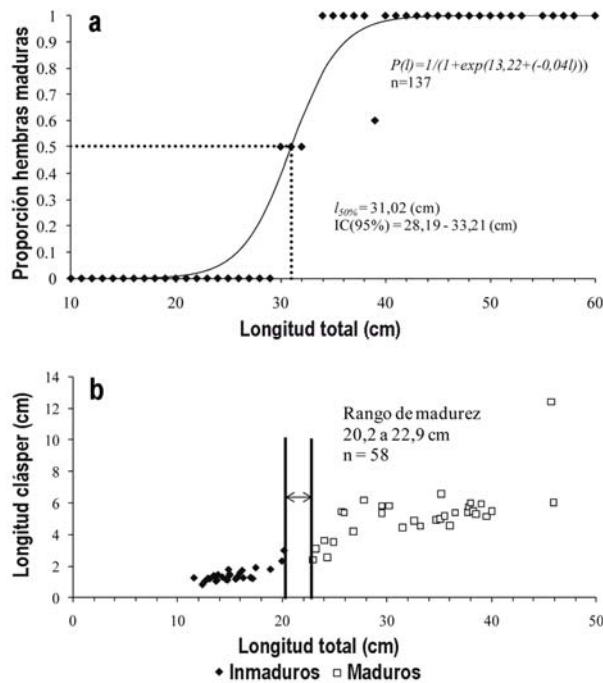 a
Proporción hembras maduras
1
0.9
0.8
0.7
0.6
0.5
0.4
0.3
0.2
0.1
0
P(l)=1/(1+exp(13,22+(-0,04l)))
n=137
l50% = 31,02 (cm)
IC(95%) = 28,19 - 33,21 (cm)
10 20 30 40 50 60
Longitud total (cm)
b
Longitud clásper (cm)
14
12
10
8
6
4
2
0
Rango de madurez
20,2 a 22,9 cm
n = 58
0 10 20 30 40 50
Longitud total (cm)
Inmaduros Maduros